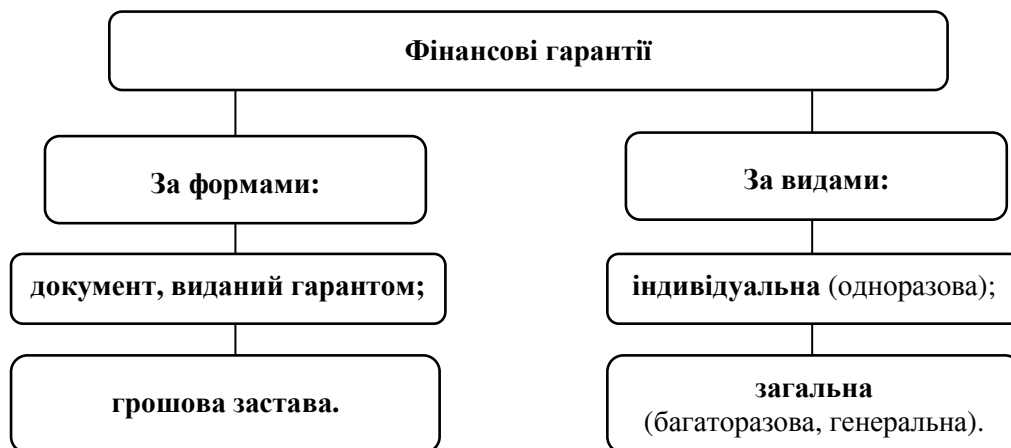 Фінансові гарантії
За формами:
документ, виданий гарантом;
грошова застава.
За видами:
індивідуальна (одноразова);
загальна
(багаторазова, генеральна).